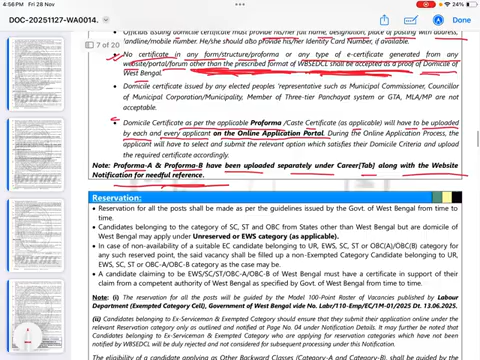 4:56 PM Fri 28 Nov
24%
DOC-20251127-WA0014.
7 of 20
Officials issuing domicile certificate must provide his/her full name, designation, place of posting with address,
landline/mobile number. He/she should also provide his/her Identity Card Number, if available.
• No certificate in any form/structure/proforma or any type of e-certificate generated from any
website/portal/forum other than the prescribed format of WBSEDCL shall be accepted as a proof of Domicile of
West Bengal.
• Domicile certificate issued by any elected peoples 'representative such as Municipal Commissioner, Councillor
of Municipal Corporation/Municipality, Member of Three-tier Panchayat system or GTA, MLA/MP are not
acceptable.
• Domicile Certificate as per the applicable Proforma /Caste Certificate (as applicable) will have to be uploaded
by each and every applicant on the Online Application Portal. During the Online Application Process, the
applicant will have to select and submit the relevant option which satisfies their Domicile Criteria and upload
the required certificate accordingly.
Note: Proforma-A & Proforma-B have been uploaded separately under Career[Tab] along with the Website
Notification for needful reference.
Reservation:
• Reservation for all the posts shall be made as per the guidelines issued by the Govt. of West Bengal from time to
time.
• Candidates belonging to the category of SC, ST and OBC from States other than West Bengal but are domicile
of West Bengal may apply under Unreserved or EWS category (as applicable).
• In case of non-availability of a suitable EC candidate belonging to UR, EWS, SC, ST or OBC(A)/OBC(B) category for
any such reserved point, the said vacancy shall be filled up a non-Exempted Candidate belonging to UR,
EWS, SC, ST or OBC-A/OBC-B category as the case may be.
• A candidate claiming to be EWS/SC/ST/OBC-A/OBC-B of West Bengal must have a certificate in support of their
claim from a competent authority of West Bengal as specified by Govt. of West Bengal from time to time.
Note: (i) The reservation for all the posts will be guided by the Model 100-Point Roster of Vacancies published by Labour
Department (Exempted Category Cell), Government of West Bengal vide No. Labr/110-Emp/EC/1M-01/2025 Dt. 13.06.2025.
(ii) Candidates belonging to Ex-Serviceman & Exempted Category should ensure that they submit their application online under
the relevant Reservation category only as outlined and notified at Page No. 04 under Notification Details. It may further be noted that
Candidates belonging to Ex-Serviceman & Exempted Category who are applying for reservation categories which have not been
notified by WBSEDCL will be duly rejected and not considered for subsequent processing under this Notification.
The eligibility of a candidate applying as Other Backward Classes (Category-A and Category-B), shall be guided by the